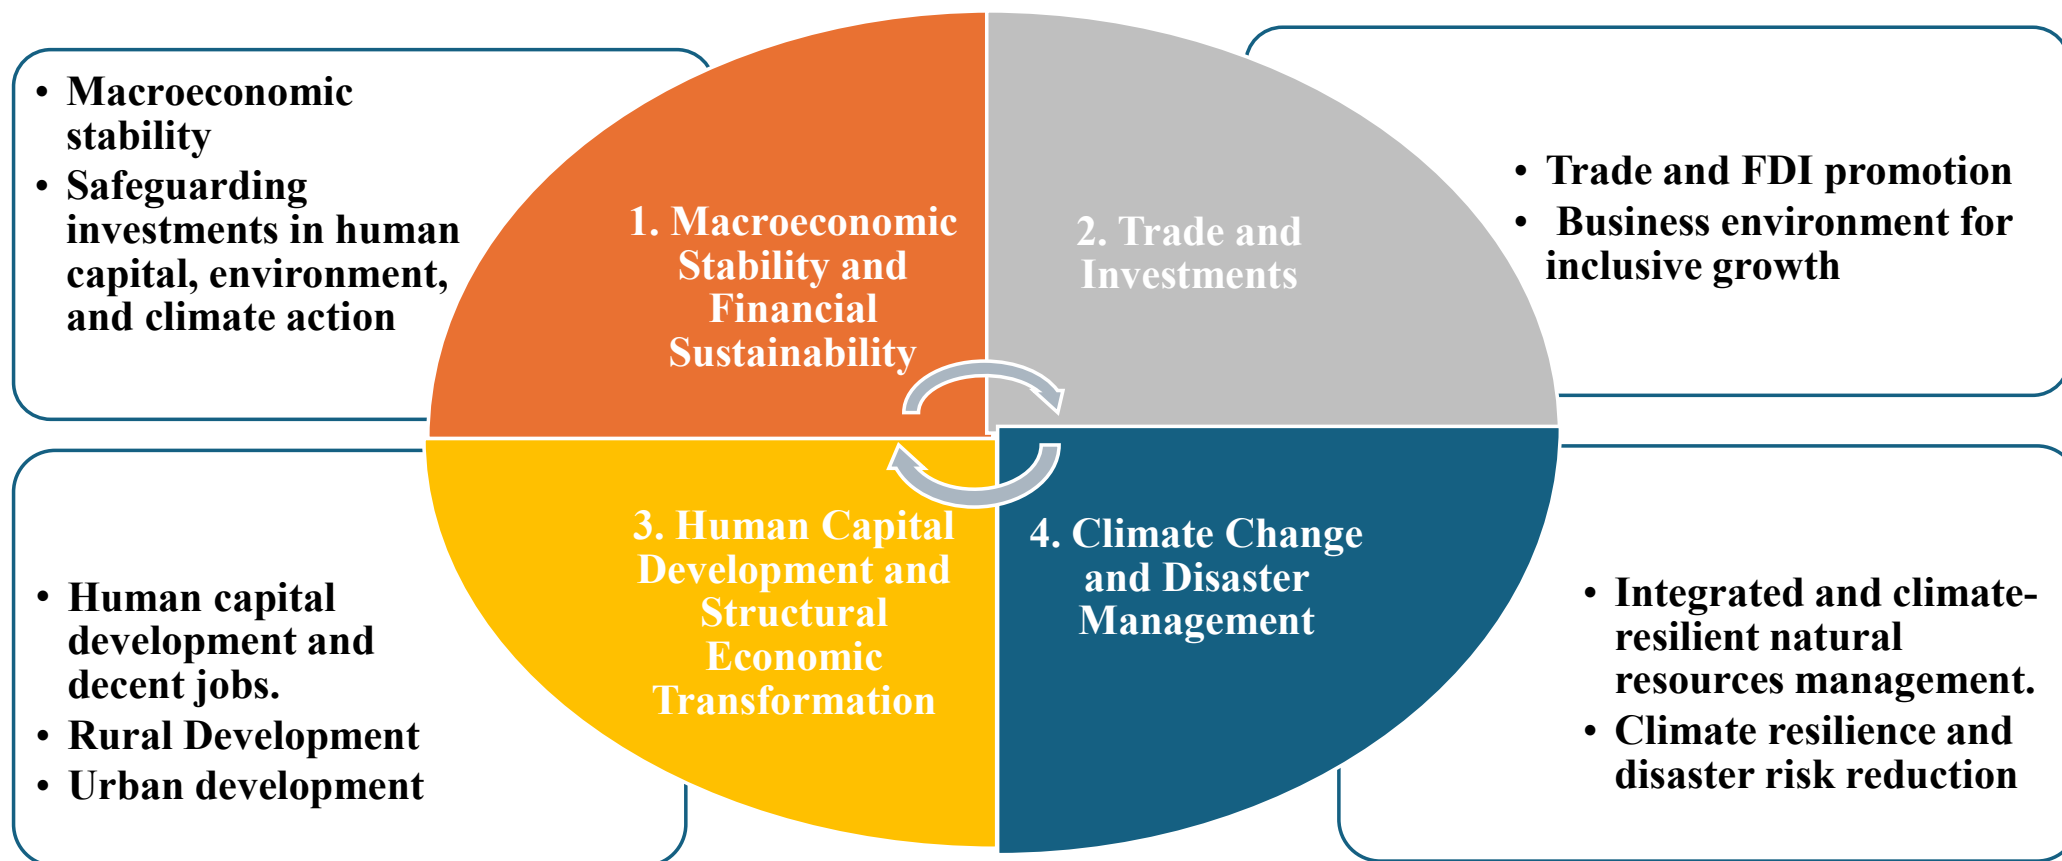 • Macroeconomic
stability
• Safeguarding
investments in human
capital, environment,
and climate action
1. Macroeconomic
Stability and
Financial
Sustainability
2. Trade and
Investments
• Trade and FDI promotion
• Business environment for
inclusive growth
• Human capital
development and
decent jobs.
• Rural Development
• Urban development
3. Human Capital
Development and
Structural
Economic
Transformation
4. Climate Change
and Disaster
Management
• Integrated and climate-
resilient natural
resources management.
• Climate resilience and
disaster risk reduction